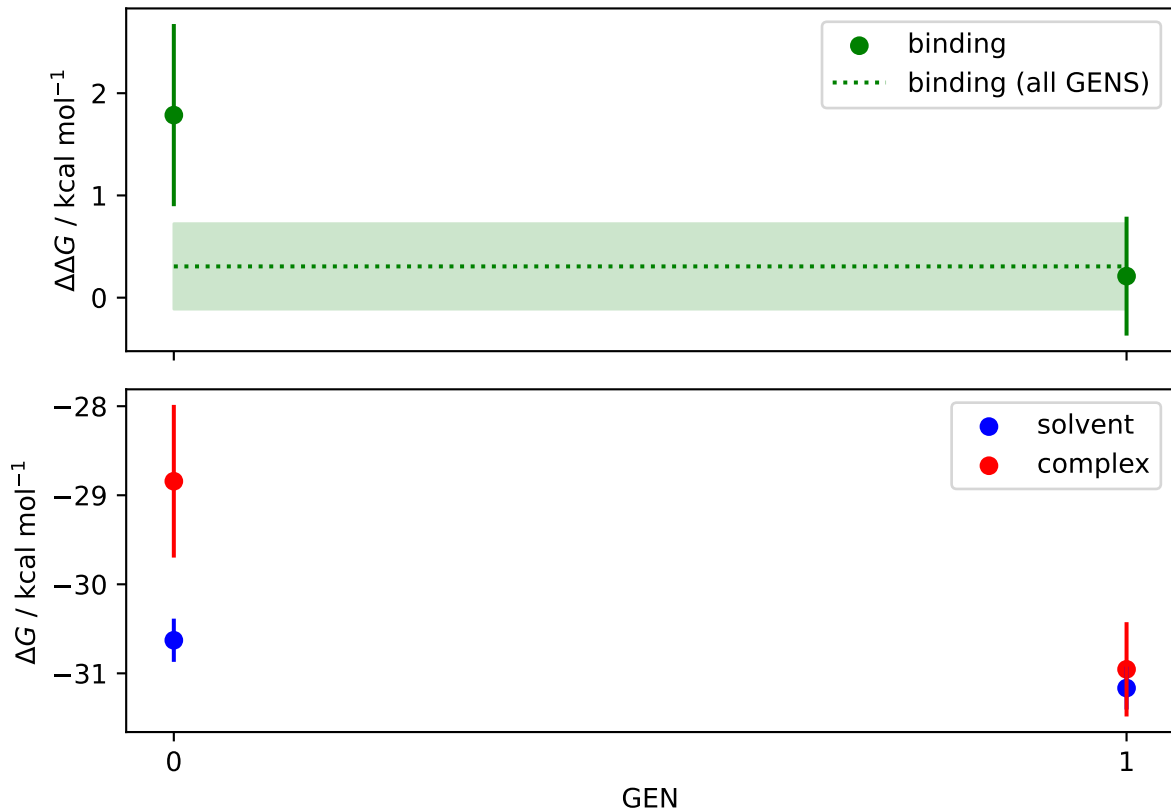 binding
binding (all GENS)
ΔΔG / kcal mol⁻¹
2
1
0
solvent
complex
ΔG / kcal mol⁻¹
−28
−29
−30
−31
0
1
GEN